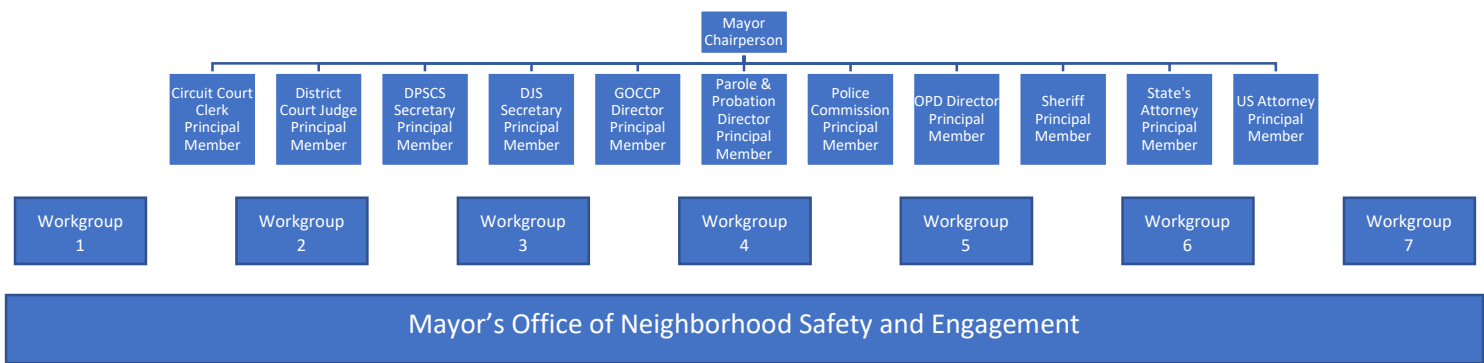 Mayor
Chairperson
Circuit Court
Clerk
Principal
Member
District
Court Judge
Principal
Member
DPSCS
Secretary
Principal
Member
DJS
Secretary
Principal
Member
GOCCP
Director
Principal
Member
Parole &
Probation
Director
Principal
Member
Police
Commission
Principal
Member
OPD Director
Principal
Member
Sheriff
Principal
Member
State's
Attorney
Principal
Member
US Attorney
Principal
Member
Workgroup
1
Workgroup
2
Workgroup
3
Workgroup
4
Workgroup
5
Workgroup
6
Workgroup
7
Mayor’s Office of Neighborhood Safety and Engagement